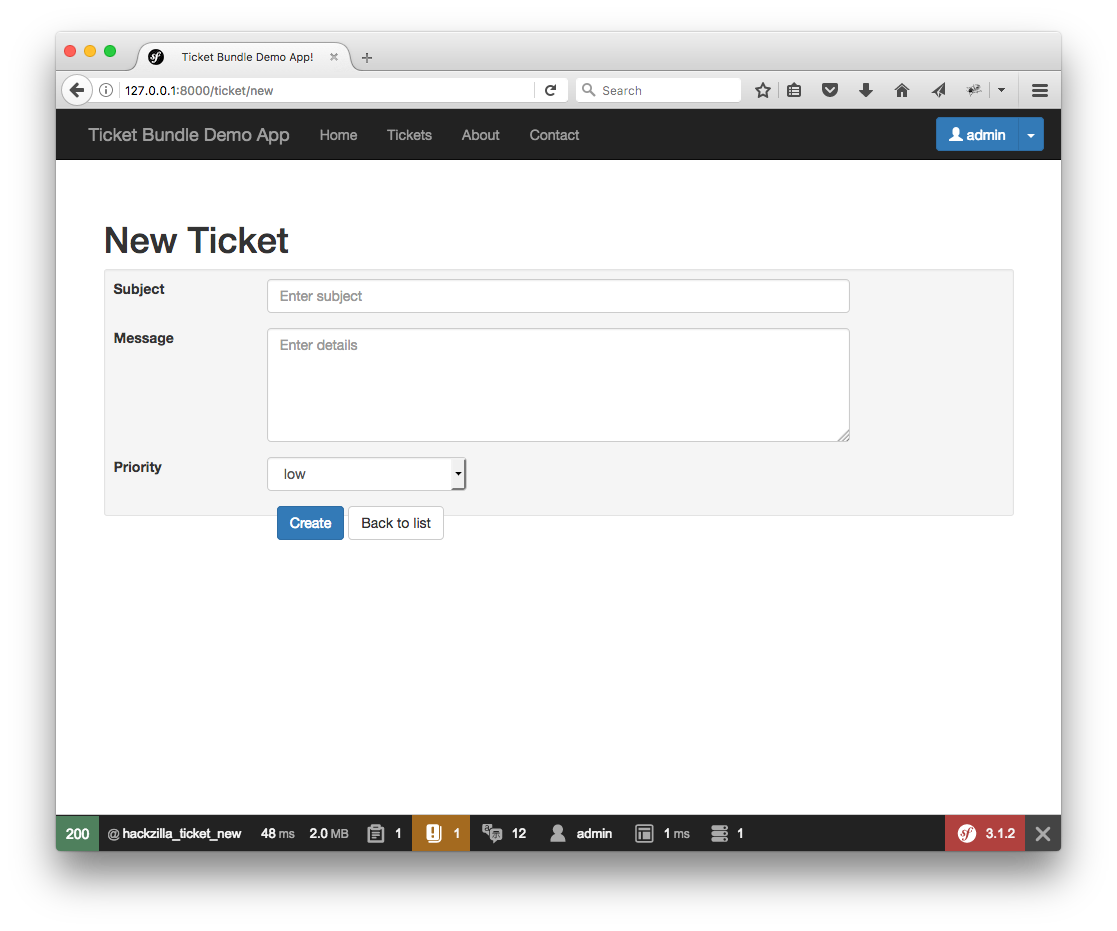 Ticket Bundle Demo App!
127.0.0.1:8000/ticket/new
Search
Ticket Bundle Demo App Home Tickets About Contact admin
New Ticket
Subject
Enter subject
Message
Enter details
Priority
low
Create Back to list
200 @ hackzilla_ticket_new 48 ms 2.0 MB 1 1 12 admin 1 ms 1 sf 3.1.2